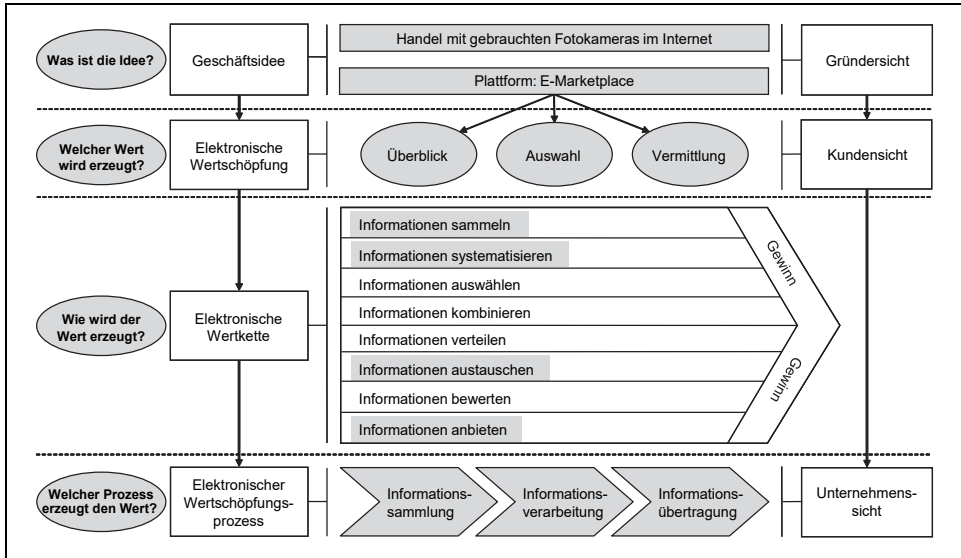 Was ist die Idee?
Geschäftsidee
Handel mit gebrauchten Fotokameras im Internet
Plattform: E-Marketplace
Gründersicht
Welcher Wert
wird erzeugt?
Elektronische
Wertschöpfung
Überblick
Auswahl
Vermittlung
Kundensicht
Wie wird der
Wert erzeugt?
Elektronische
Wertkette
Informationen sammeln
Informationen systematisieren
Informationen auswählen
Informationen kombinieren
Informationen verteilen
Informationen austauschen
Informationen bewerten
Informationen anbieten
Gewinn
Gewinn
Welcher Prozess
erzeugt den Wert?
Elektronischer
Wertschöpfungs-
prozess
Informations-
sammlung
Informations-
verarbeitung
Informations-
übertragung
Unternehmens-
sicht